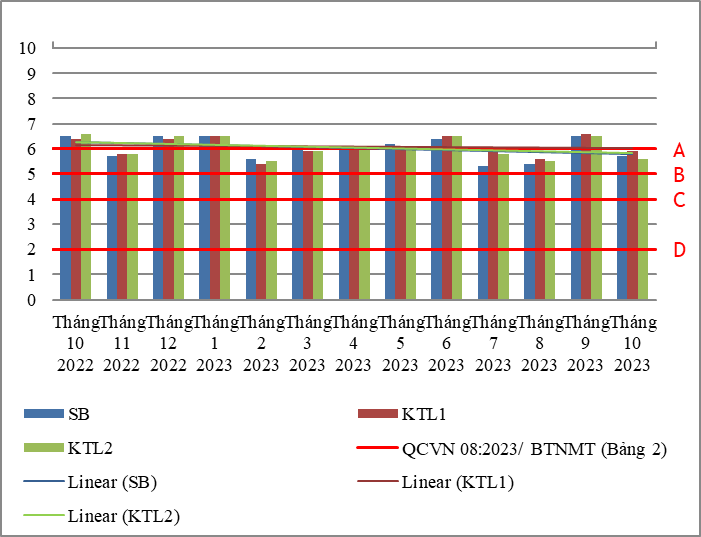 10
9
8
7
6
5
4
3
2
1
0
A
B
C
D
Tháng Tháng Tháng Tháng Tháng Tháng Tháng Tháng Tháng Tháng Tháng Tháng Tháng
10 11 12 1 2 3 4 5 6 7 8 9 10
2022 2022 2022 2023 2023 2023 2023 2023 2023 2023 2023 2023 2023
SB KTL1
KTL2 QCVN 08:2023/ BTNMT (Bảng 2)
Linear (SB) Linear (KTL1)
Linear (KTL2)